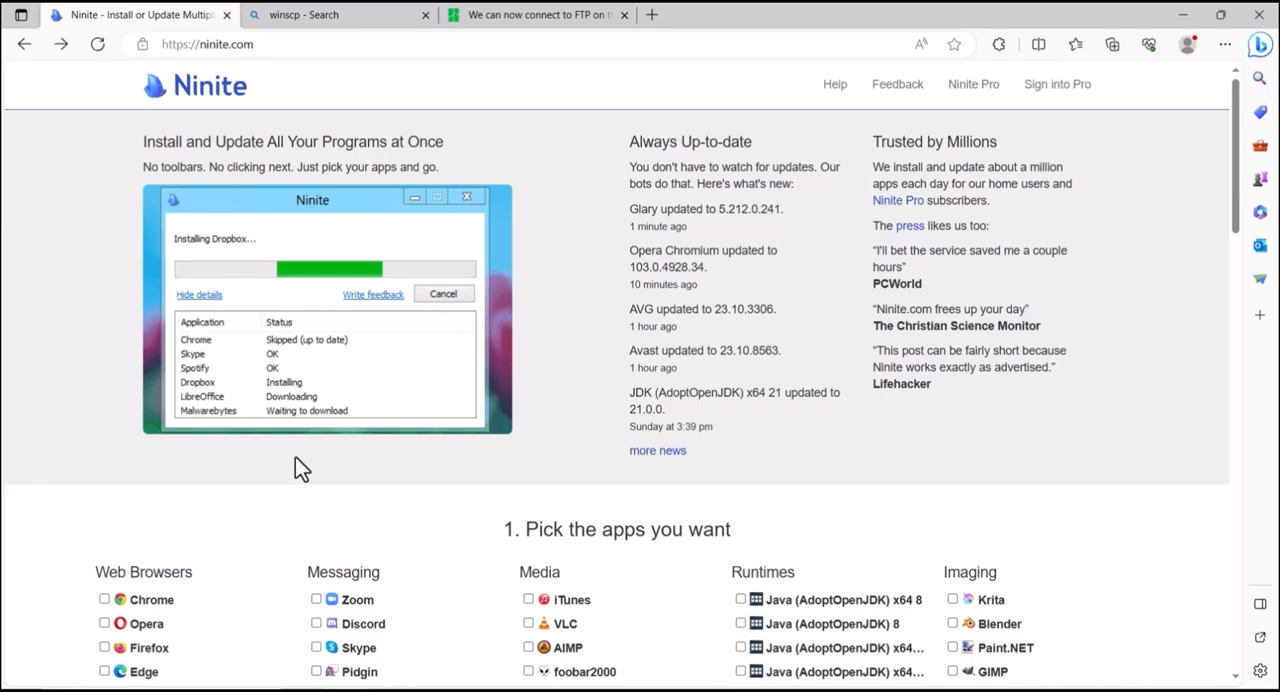 Ninite - Install or Update Multipl
winscp - Search
We can now connect to FTP on t
https://ninite.com
Ninite
Help
Feedback
Ninite Pro
Sign into Pro
Install and Update All Your Programs at Once
No toolbars. No clicking next. Just pick your apps and go.
Ninite
Installing Dropbox...
Hide details
Write feedback
Cancel
Application Status
Chrome Skipped (up to date)
Skype OK
Spotify OK
Dropbox Installing
LibreOffice Downloading
Malwarebytes Waiting to download
Always Up-to-date
You don't have to watch for updates. Our
bots do that. Here's what's new:
Glary updated to 5.212.0.241.
1 minute ago
Opera Chromium updated to
103.0.4928.34.
10 minutes ago
AVG updated to 23.10.3306.
1 hour ago
Avast updated to 23.10.8563.
1 hour ago
JDK (AdoptOpenJDK) x64 21 updated to
21.0.0.
Sunday at 3:39 pm
more news
Trusted by Millions
We install and update about a million
apps each day for our home users and
Ninite Pro subscribers.
The press likes us too:
“I'll bet the service saved me a couple
hours”
PCWorld
“Ninite.com frees up your day”
The Christian Science Monitor
“This post can be fairly short because
Ninite works exactly as advertised.”
Lifehacker
1. Pick the apps you want
Web Browsers
Chrome
Opera
Firefox
Edge
Messaging
Zoom
Discord
Skype
Pidgin
Media
iTunes
VLC
AIMP
foobar2000
Runtimes
Java (AdoptOpenJDK) x64 8
Java (AdoptOpenJDK) 8
Java (AdoptOpenJDK) x64...
Java (AdoptOpenJDK) x64...
Imaging
Krita
Blender
Paint.NET
GIMP